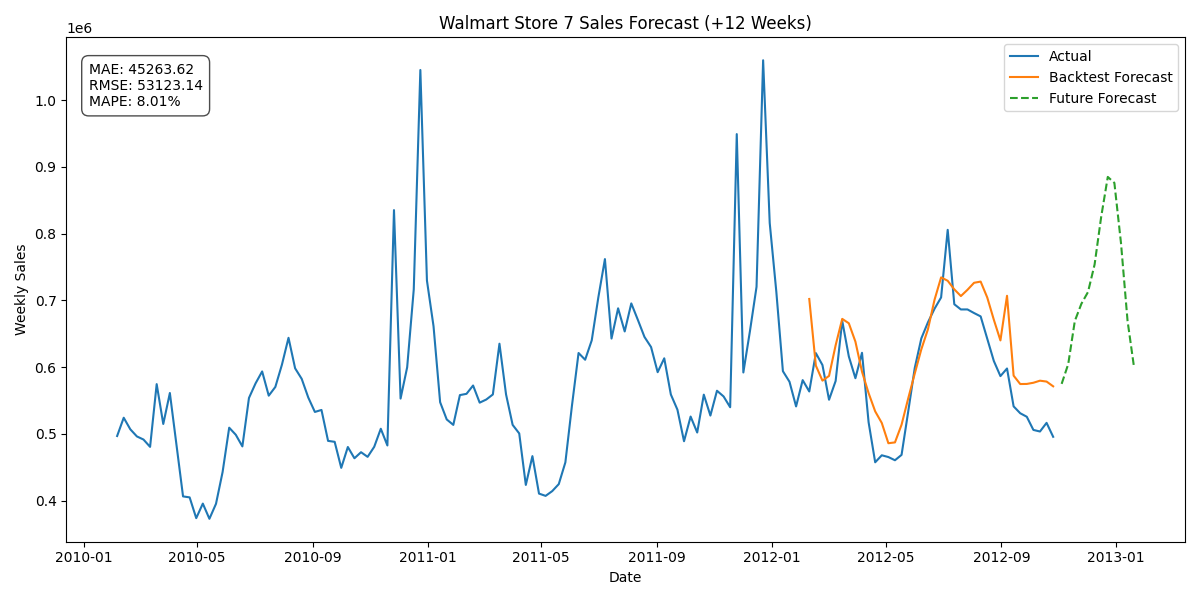 Walmart Store 7 Sales Forecast (+12 Weeks)
1e6
MAE: 45263.62
RMSE: 53123.14
MAPE: 8.01%
Actual
Backtest Forecast
Future Forecast
Weekly Sales
1.0
0.9
0.8
0.7
0.6
0.5
0.4
2010-01
2010-05
2010-09
2011-01
2011-05
2011-09
2012-01
2012-05
2012-09
2013-01
Date